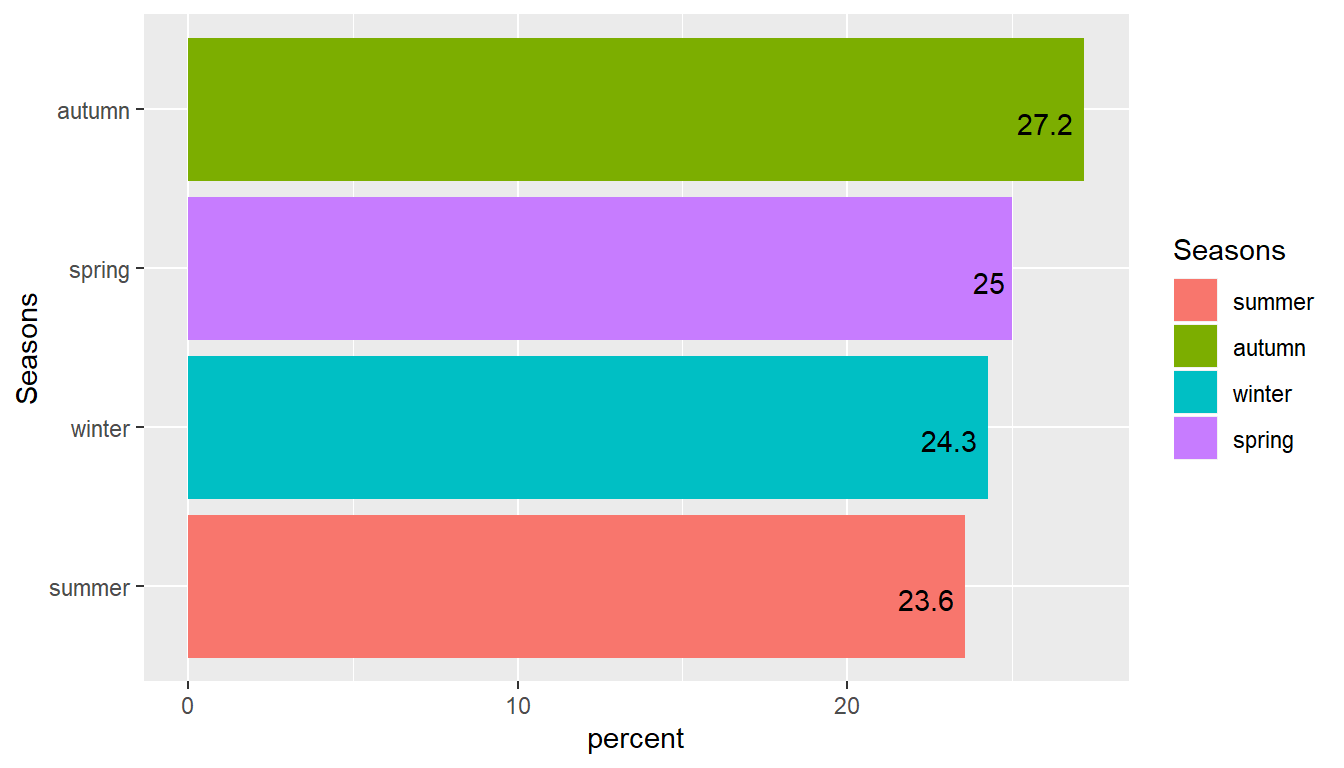 autumn
27.2
spring
25
winter
24.3
summer
23.6
0 10 20
percent
Seasons
Seasons
summer
autumn
winter
spring